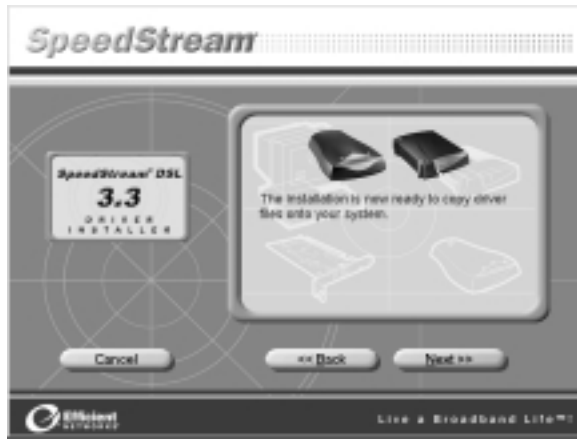 SpeedStream
SpeedStream® DSL
3.3
DRIVER
INSTALLER
The installation is now ready to copy driver
files onto your system.
Cancel
<< Back
Next >>
Efficient
NETWORKS
Live a Broadband Life™!